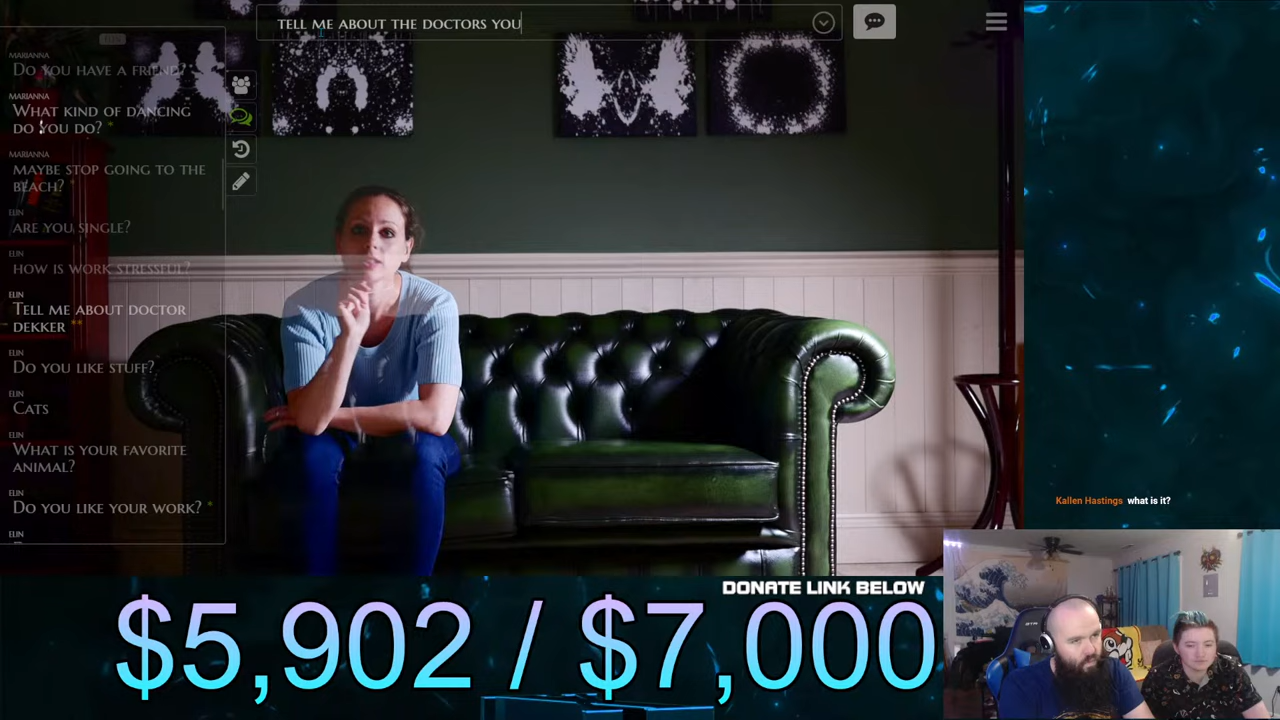 TELL ME ABOUT THE DOCTORS YOU
ELIN
MARIANNA
DO YOU HAVE A FRIEND?
MARIANNA
WHAT KIND OF DANCING
DO YOU DO? *
MARIANNA
MAYBE STOP GOING TO THE
BEACH? *
ELIN
ARE YOU SINGLE?
ELIN
HOW IS WORK STRESSFUL?
ELIN
TELL ME ABOUT DOCTOR
DEKKER **
ELIN
DO YOU LIKE STUFF?
ELIN
CATS
ELIN
WHAT IS YOUR FAVORITE
ANIMAL?
ELIN
DO YOU LIKE YOUR WORK? *
ELIN
Kallen Hastings what is it?
DONATE LINK BELOW
$5,902 / $7,000